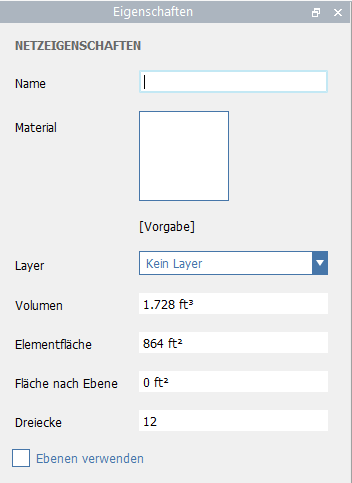 Eigenschaften
NETZEIGENSCHAFTEN
Name
Material
[Vorgabe]
Layer Kein Layer
Volumen 1.728 ft³
Elementfläche 864 ft²
Fläche nach Ebene 0 ft²
Dreiecke 12
Ebenen verwenden